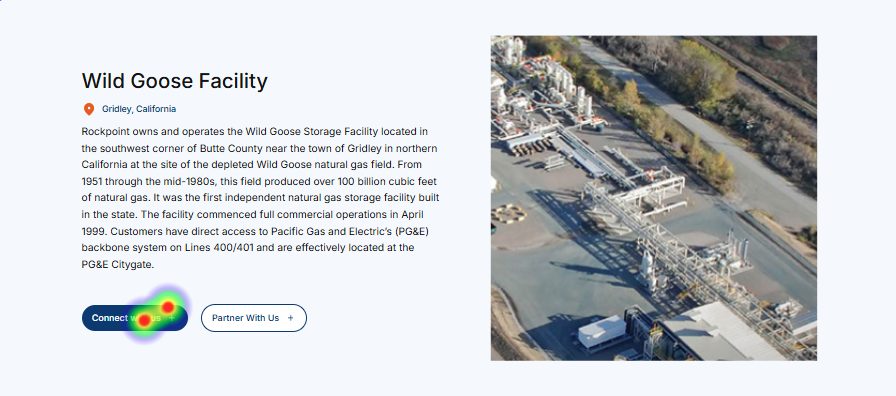 Wild Goose Facility
Gridley, California
Rockpoint owns and operates the Wild Goose Storage Facility located in
the southwest corner of Butte County near the town of Gridley in northern
California at the site of the depleted Wild Goose natural gas field. From
1951 through the mid-1980s, this field produced over 100 billion cubic feet
of natural gas. It was the first independent natural gas storage facility built
in the state. The facility commenced full commercial operations in April
1999. Customers have direct access to Pacific Gas and Electric’s (PG&E)
backbone system on Lines 400/401 and are effectively located at the
PG&E Citygate.
Connect us +
Partner With Us +